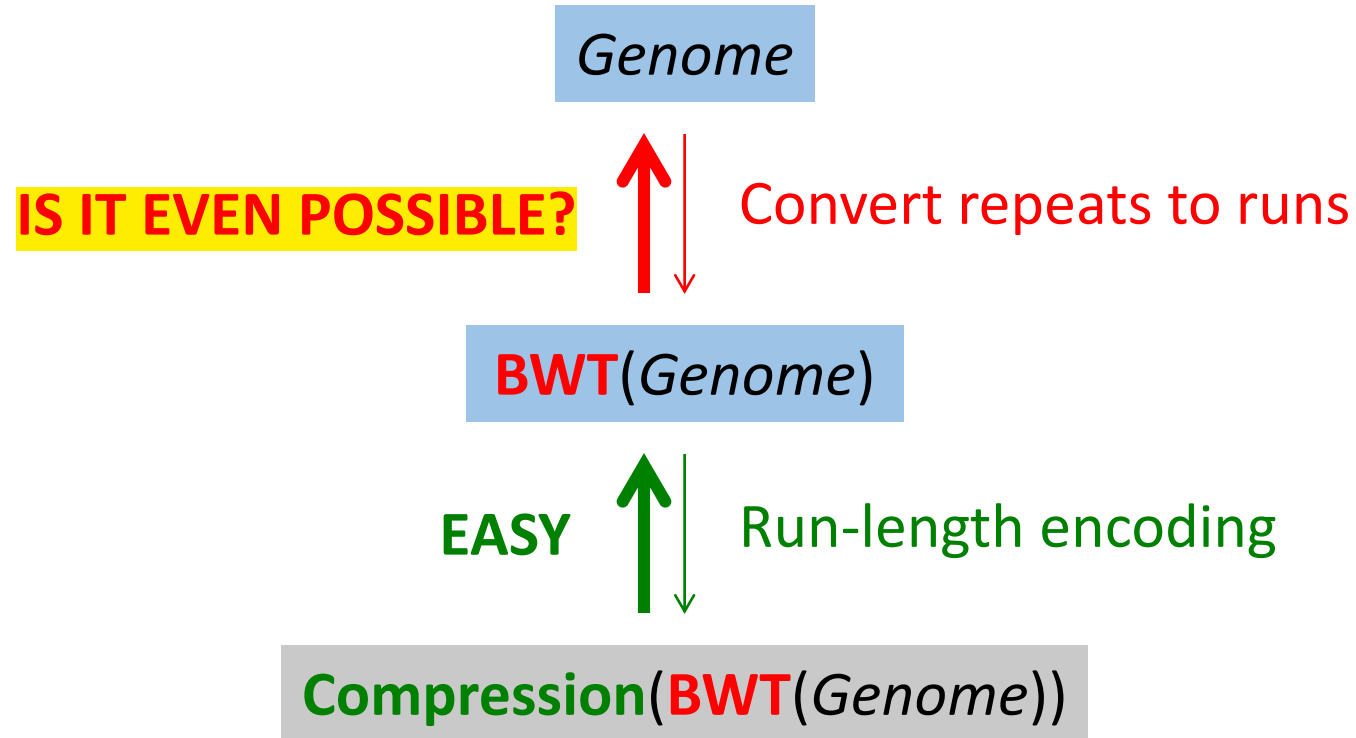 Genome
IS IT EVEN POSSIBLE?
Convert repeats to runs
BWT(Genome)
EASY
Run-length encoding
Compression(BWT(Genome))